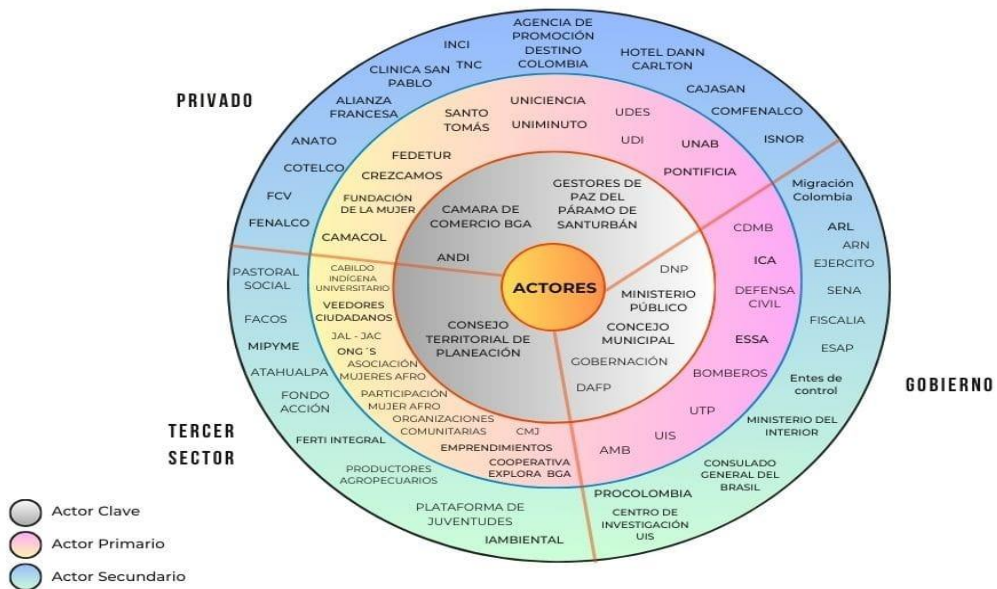 PRIVADO
AGENCIA DE
PROMOCIÓN
DESTINO
COLOMBIA
INCI
TNC
CLINICA SAN
PABLO
ALIANZA
FRANCESA
ANATO
COTELCO
FCV
FENALCO
HOTEL DANN
CARLTON
CAJASAN
COMFENALCO
ISNOR
SANTO
TOMÁS
UNICIENCIA
UNIMINUTO
UDES
UDI
UNAB
PONTIFICIA
FEDETUR
CREZCAMOS
FUNDACIÓN
DE LA MUJER
CAMACOL
CAMARA DE
COMERCIO BGA
GESTORES DE
PAZ DEL
PÁRAMO DE
SANTURBÁN
ANDI
ACTORES
GOBIERNO
Migración
Colombia
ARL
ARN
EJERCITO
SENA
FISCALIA
ESAP
Entes de
control
MINISTERIO DEL
INTERIOR
CONSULADO
GENERAL DEL
BRASIL
PROCOLOMBIA
CENTRO DE
INVESTIGACIÓN
UIS
CDMB
ICA
DEFENSA
CIVIL
ESSA
BOMBEROS
UTP
UIS
AMB
DNP
MINISTERIO
PÚBLICO
CONCEJO
MUNICIPAL
GOBERNACIÓN
DAFP
TERCER
SECTOR
PASTORAL
SOCIAL
FACOS
MIPYME
ATAHUALPA
FONDO
ACCIÓN
FERTI INTEGRAL
PRODUCTORES
AGROPECUARIOS
PLATAFORMA DE
JUVENTUDES
IAMBIENTAL
CABILDO
INDÍGENA
UNIVERSITARIO
VEEDORES
CIUDADANOS
JAL - JAC
ONG´S
ASOCIACIÓN
MUJERES AFRO
PARTICIPACIÓN
MUJER AFRO
ORGANIZACIONES
COMUNITARIAS
CMJ
EMPRENDIMIENTOS
COOPERATIVA
EXPLORA BGA
CONSEJO
TERRITORIAL DE
PLANEACIÓN
Actor Clave
Actor Primario
Actor Secundario